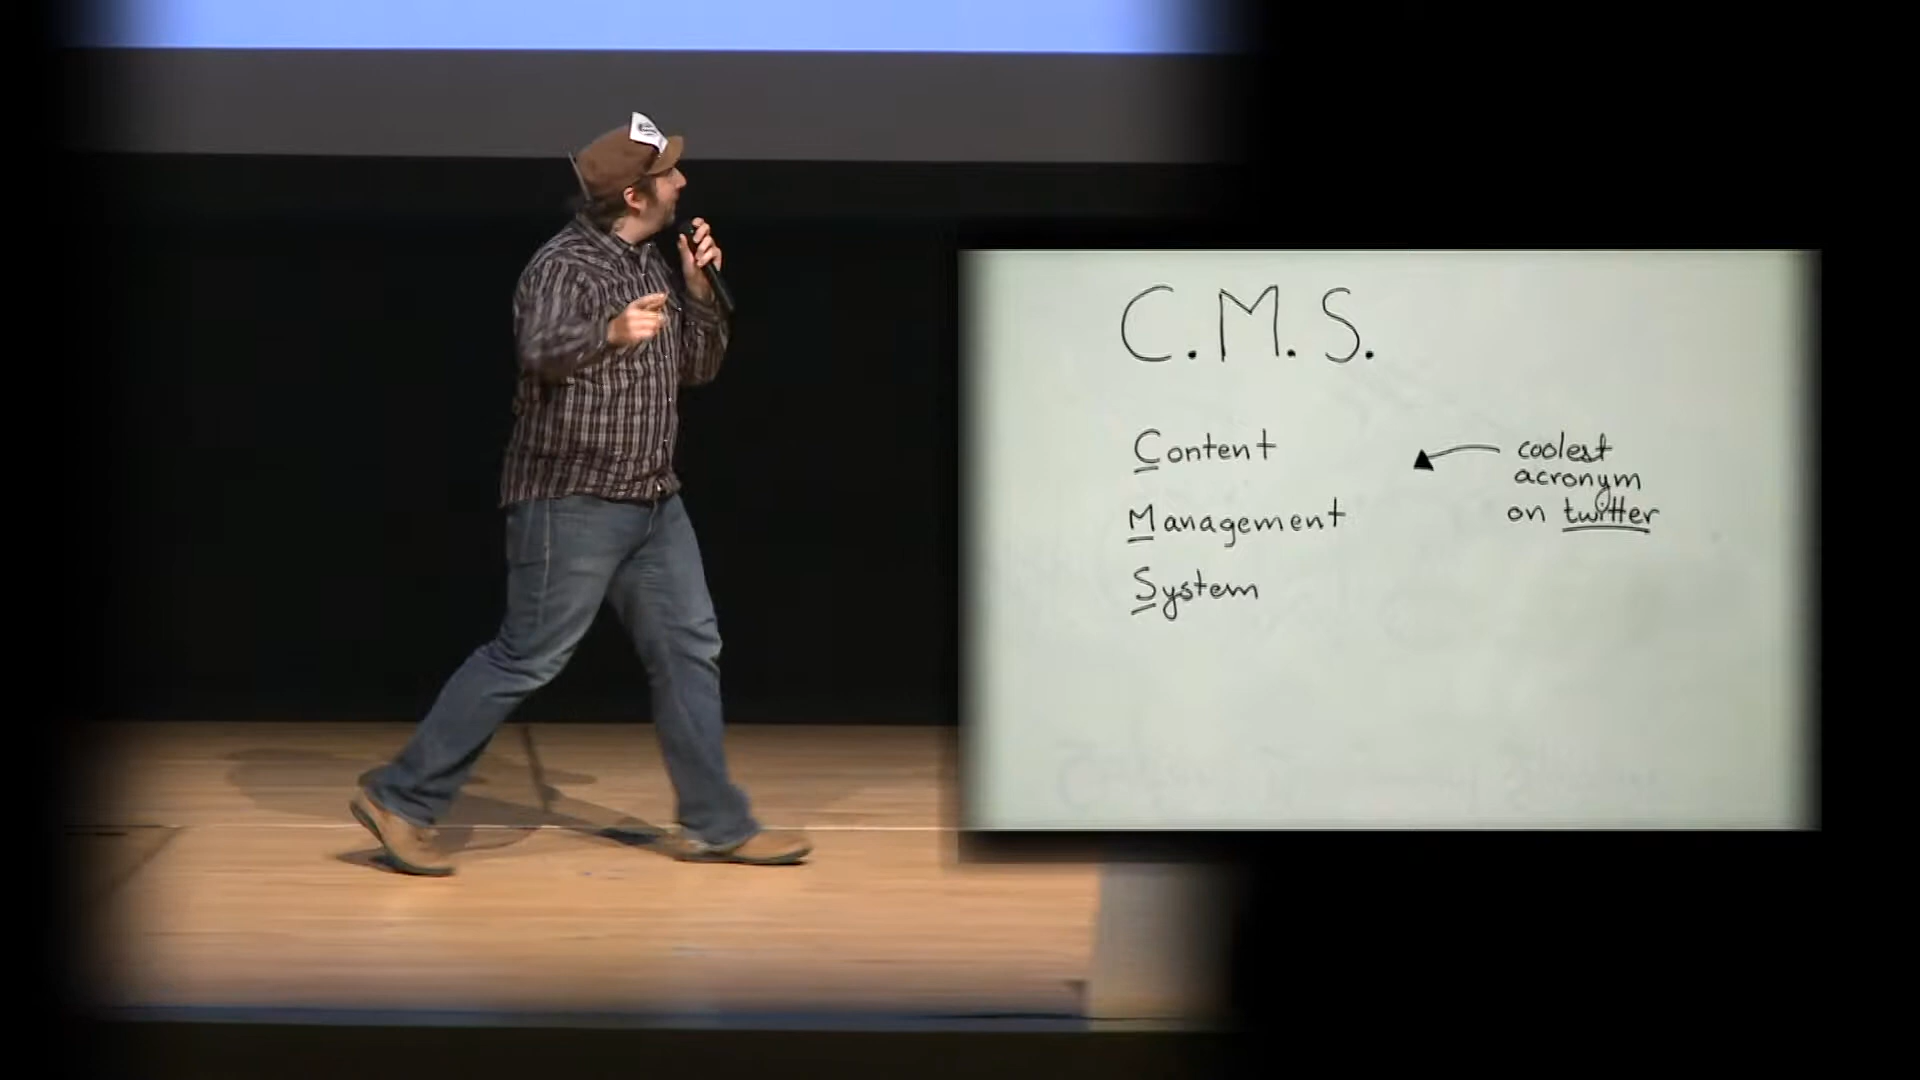 C.M.S.
Content
Management
System
coolest
acronym
on twitter